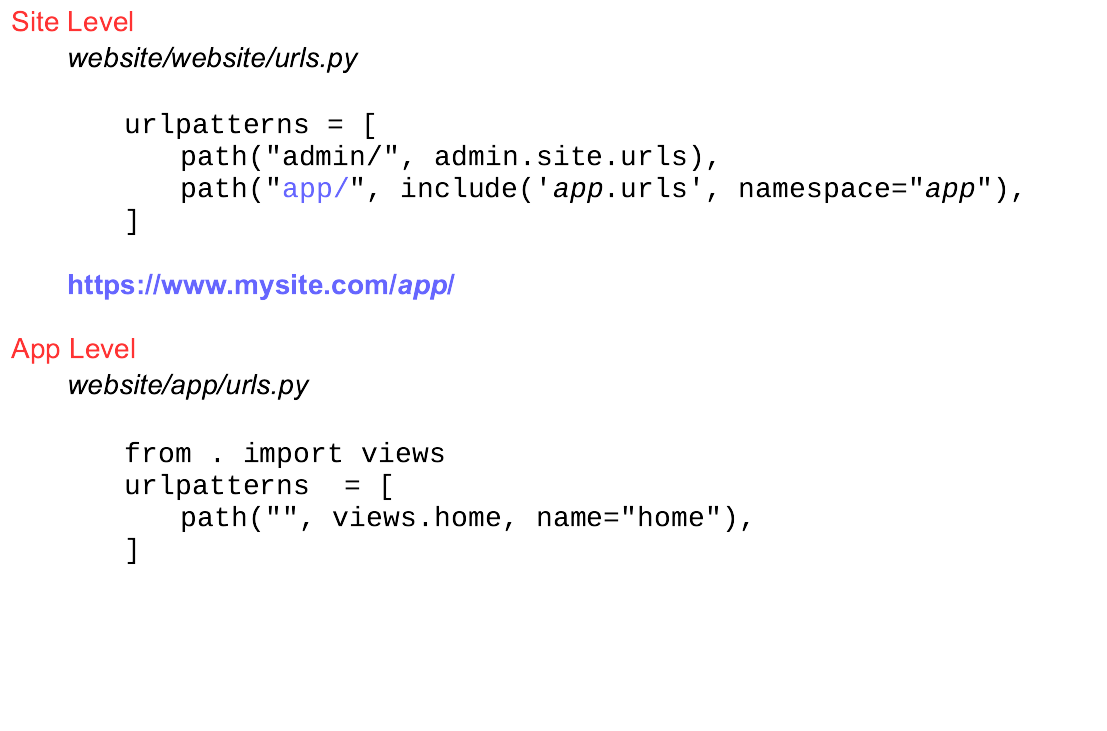 Site Level
website/website/urls.py
urlpatterns = [
path("admin/", admin.site.urls),
path("app/", include('app.urls', namespace="app"),
]
https://www.mysite.com/app/
App Level
website/app/urls.py
from . import views
urlpatterns  = [
path("", views.home, name="home"),
]